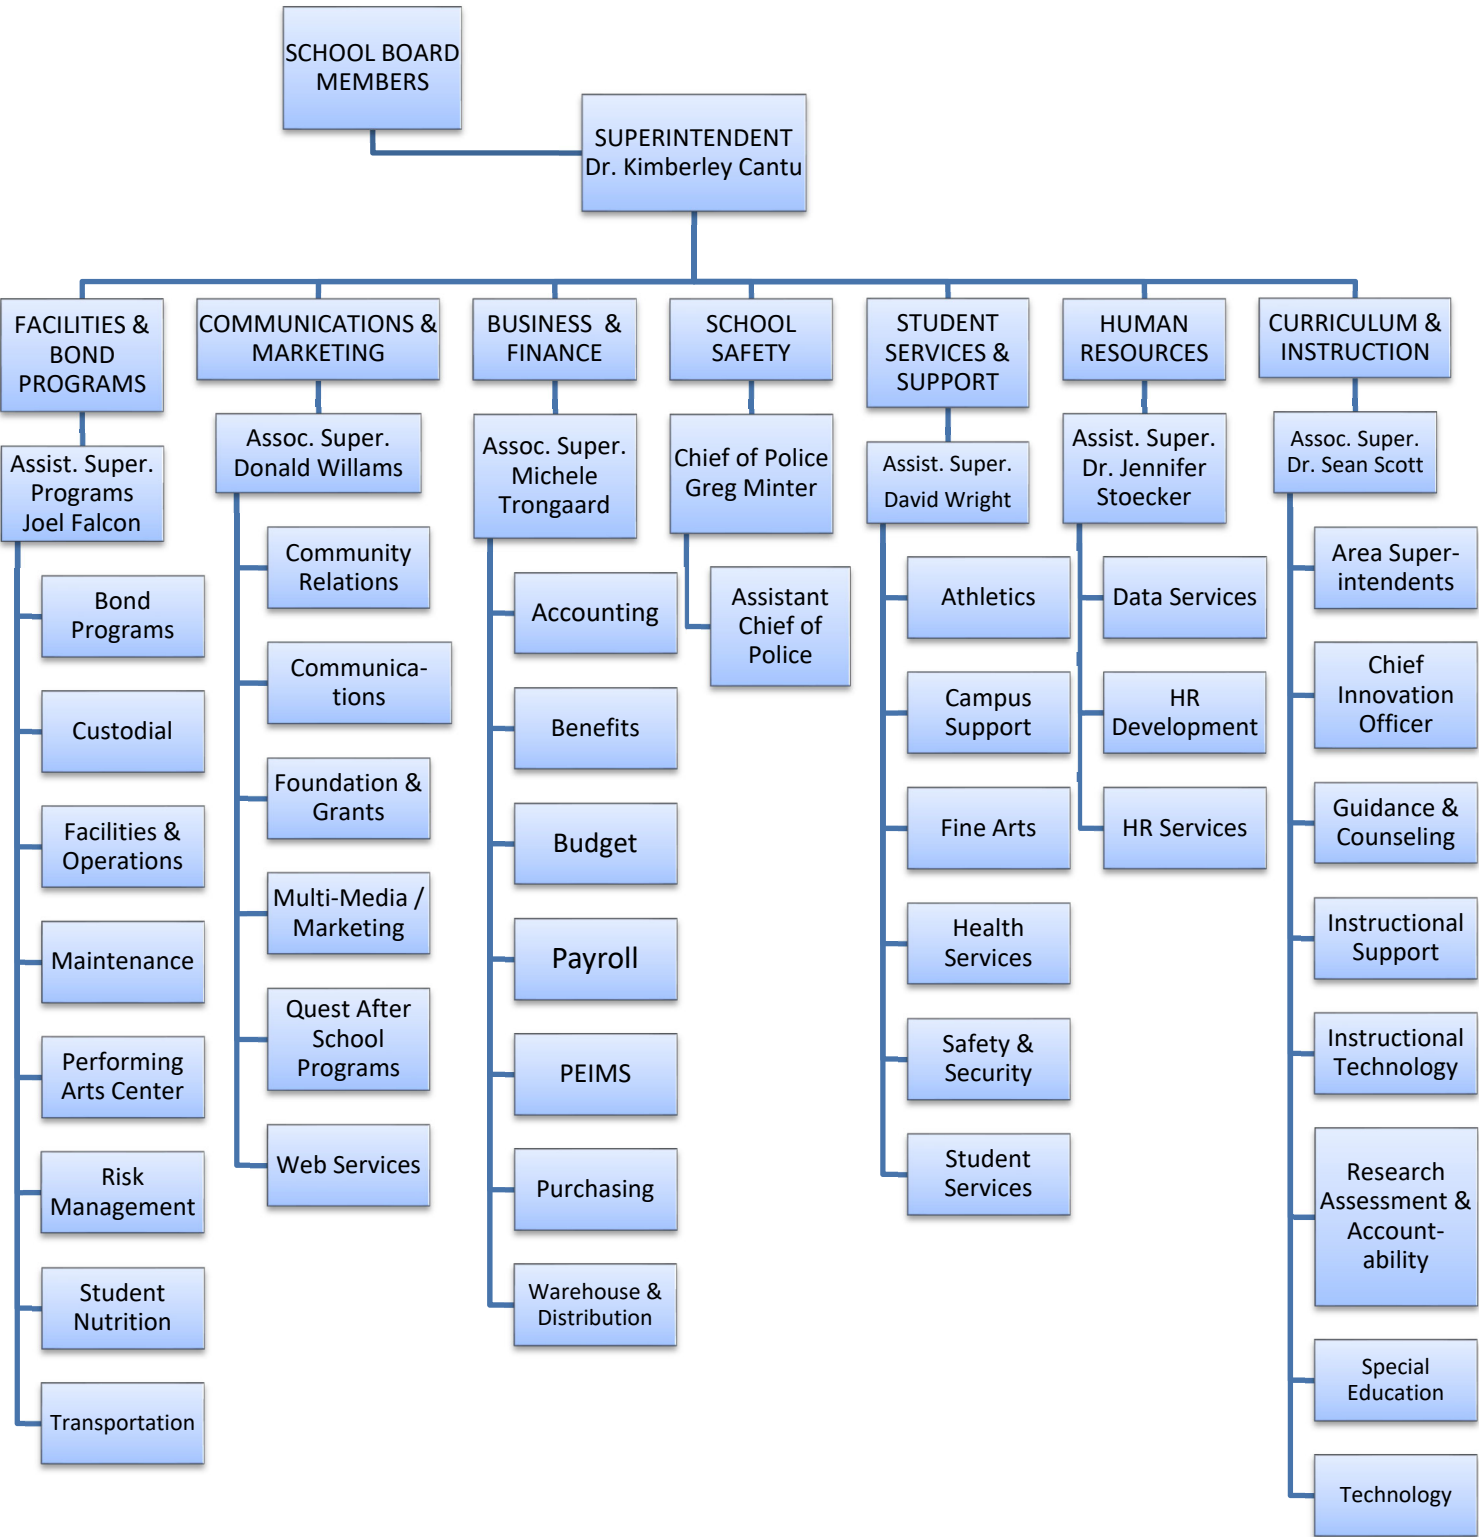 SCHOOL BOARD
MEMBERS
SUPERINTENDENT
Dr. Kimberley Cantu
FACILITIES &
BOND
PROGRAMS
Assist. Super.
Programs
Joel Falcon
Bond
Programs
Custodial
Facilities &
Operations
Maintenance
Performing
Arts Center
Risk
Management
Student
Nutrition
Transportation
COMMUNICATIONS &
MARKETING
Assoc. Super.
Donald Willams
Community
Relations
Communica-
tions
Foundation &
Grants
Multi-Media /
Marketing
Quest After
School
Programs
Web Services
BUSINESS &
FINANCE
Assoc. Super.
Michele
Trongaard
Accounting
Benefits
Budget
Payroll
PEIMS
Purchasing
Warehouse &
Distribution
SCHOOL
SAFETY
Chief of Police
Greg Minter
Assistant
Chief of
Police
STUDENT
SERVICES &
SUPPORT
Assist. Super.
David Wright
Athletics
Campus
Support
Fine Arts
Health
Services
Safety &
Security
Student
Services
HUMAN
RESOURCES
Assist. Super.
Dr. Jennifer
Stoecker
Data Services
HR
Development
HR Services
CURRICULUM &
INSTRUCTION
Assoc. Super.
Dr. Sean Scott
Area Super-
intendents
Chief
Innovation
Officer
Guidance &
Counseling
Instructional
Support
Instructional
Technology
Research
Assessment &
Account-
ability
Special
Education
Technology